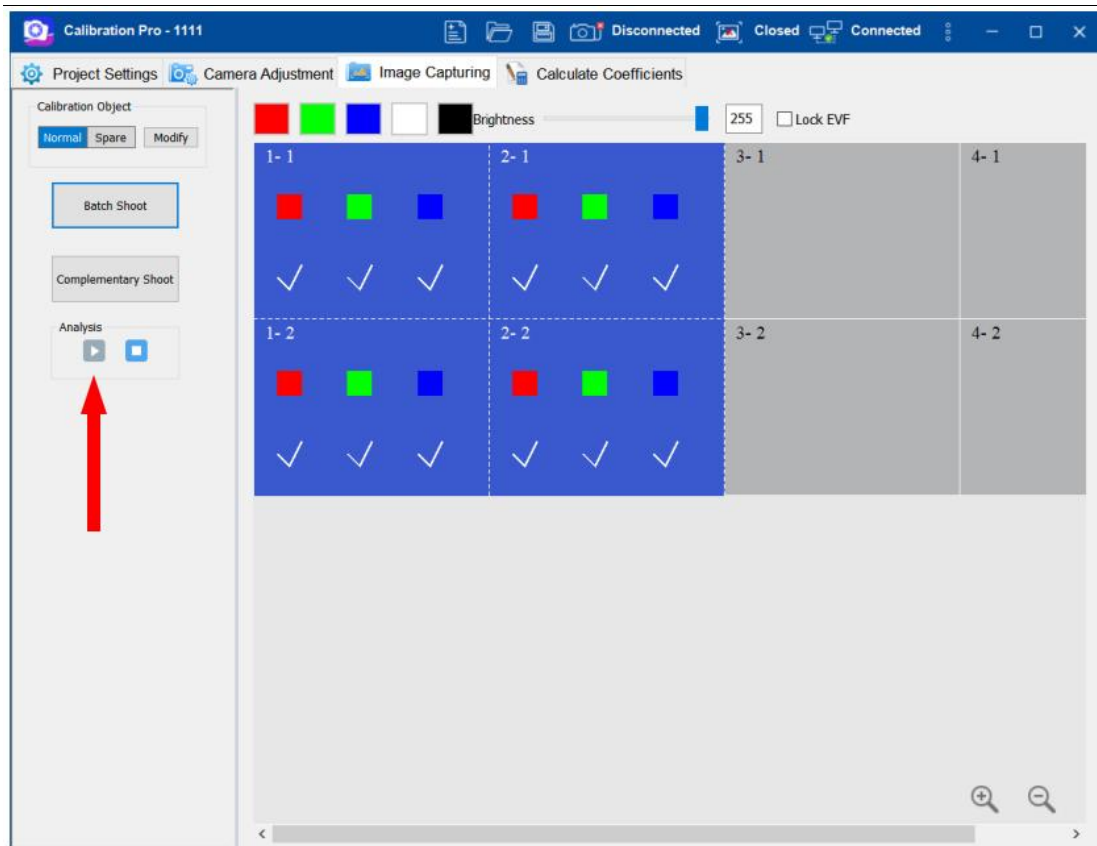 Calibration Pro - 1111
Disconnected
Closed
Connected
Project Settings
Camera Adjustment
Image Capturing
Calculate Coefficients
Calibration Object
Normal Spare Modify
Brightness 255 Lock EVF
Batch Shoot
Complementary Shoot
Analysis
1- 1 2- 1 3- 1 4- 1
1- 2 2- 2 3- 2 4- 2